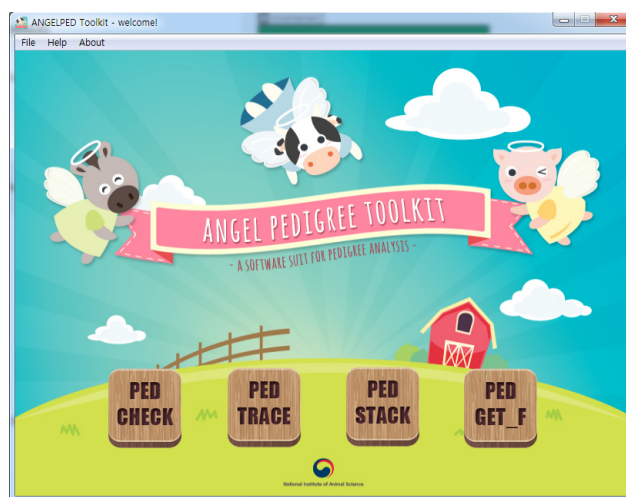 ANGELPED Toolkit - welcome!
File Help About
ANGEL PEDIGREE TOOLKIT
- A SOFTWARE SUIT FOR PEDIGREE ANALYSIS -
PED CHECK
PED TRACE
PED STACK
PED GET_F
National Institute of Animal Science